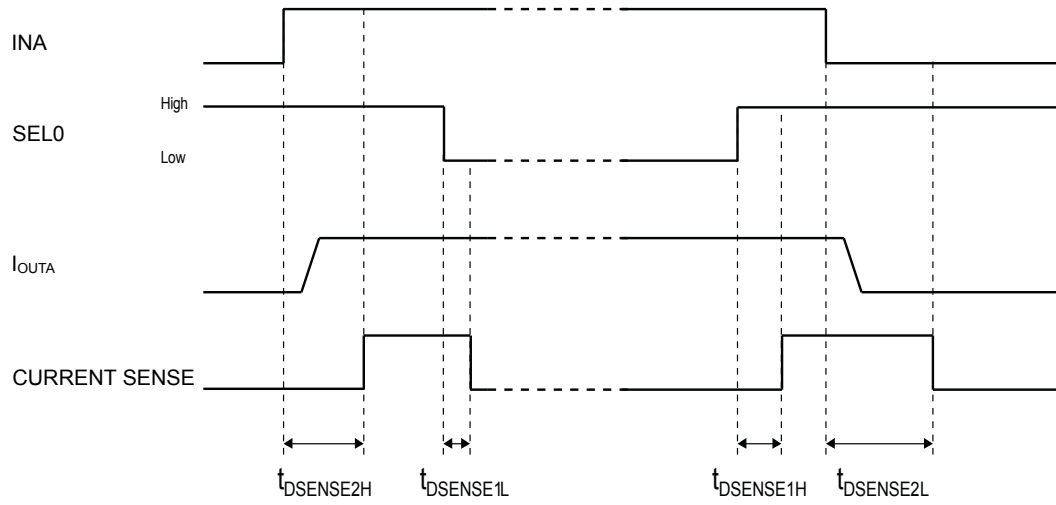 INA
High
SEL0
Low
IOUTA
CURRENT SENSE
tDSENSE2H tDSENSE1L tDSENSE1H tDSENSE2L